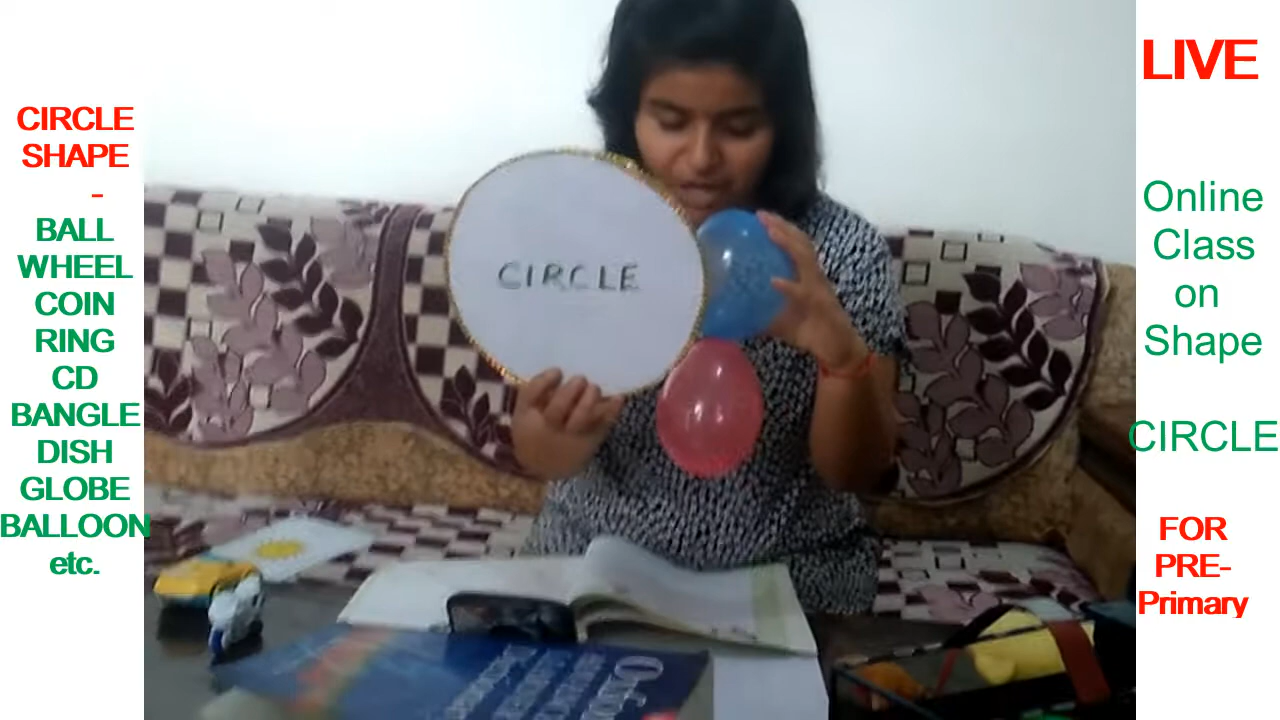 CIRCLE
SHAPE
-
BALL
WHEEL
COIN
RING
CD
BANGLE
DISH
GLOBE
BALLOON
etc.
CIRCLE
LIVE
Online
Class
on
Shape
CIRCLE
FOR
PRE-
Primary